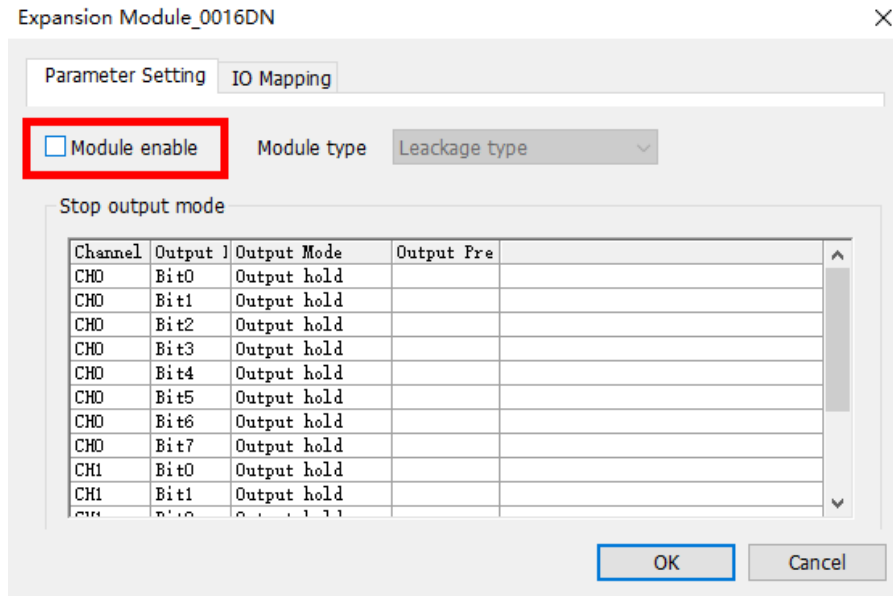 Expansion Module_0016DN
Parameter Setting IO Mapping
Module enable Module type Leackage type
Stop output mode
Channel Output Output Mode Output Pre
CH0 Bit0 Output hold
CH0 Bit1 Output hold
CH0 Bit2 Output hold
CH0 Bit3 Output hold
CH0 Bit4 Output hold
CH0 Bit5 Output hold
CH0 Bit6 Output hold
CH0 Bit7 Output hold
CH1 Bit0 Output hold
CH1 Bit1 Output hold
OK Cancel